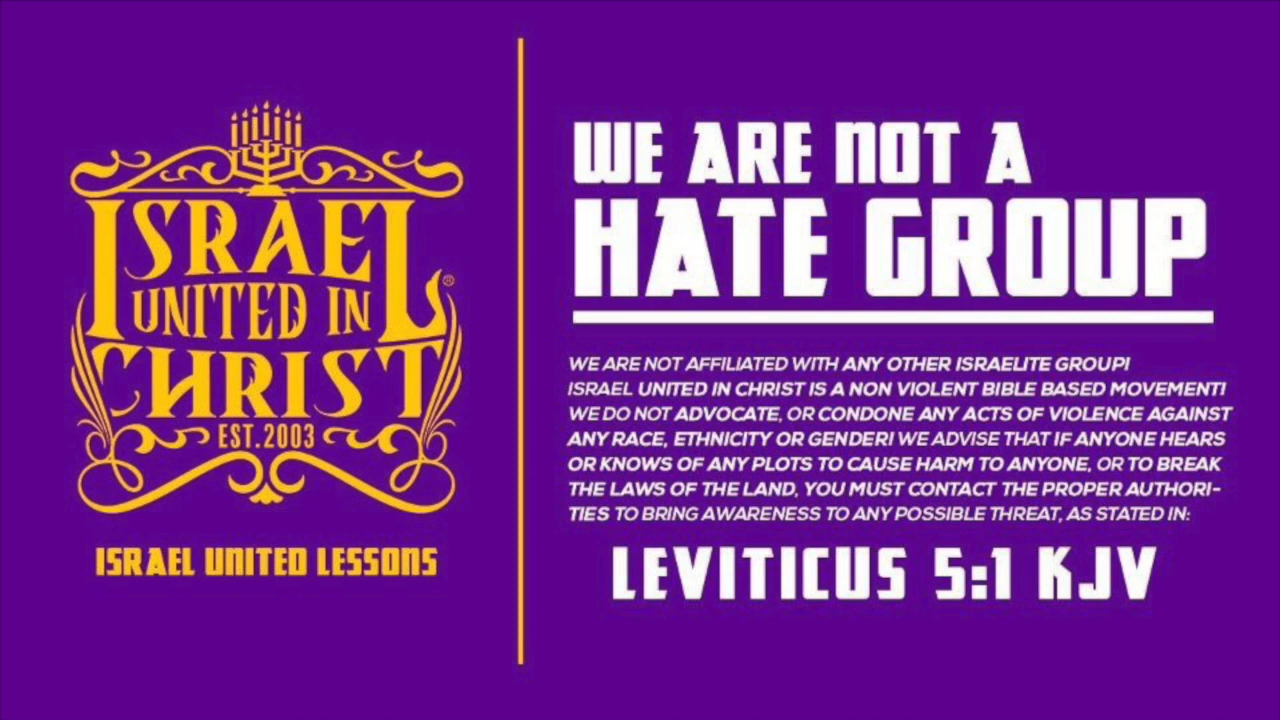 ISRAEL
UNITED IN
CHRIST
EST.2003
®
ISRAEL UNITED LESSONS
WE ARE NOT A
HATE GROUP
WE ARE NOT AFFILIATED WITH ANY OTHER ISRAELITE GROUP!
ISRAEL UNITED IN CHRIST IS A NON VIOLENT BIBLE BASED MOVEMENT!
WE DO NOT ADVOCATE, OR CONDONE ANY ACTS OF VIOLENCE AGAINST
ANY RACE, ETHNICITY OR GENDER! WE ADVISE THAT IF ANYONE HEARS
OR KNOWS OF ANY PLOTS TO CAUSE HARM TO ANYONE, OR TO BREAK
THE LAWS OF THE LAND, YOU MUST CONTACT THE PROPER AUTHORI-
TIES TO BRING AWARENESS TO ANY POSSIBLE THREAT, AS STATED IN:
LEVITICUS 5:1 KJV